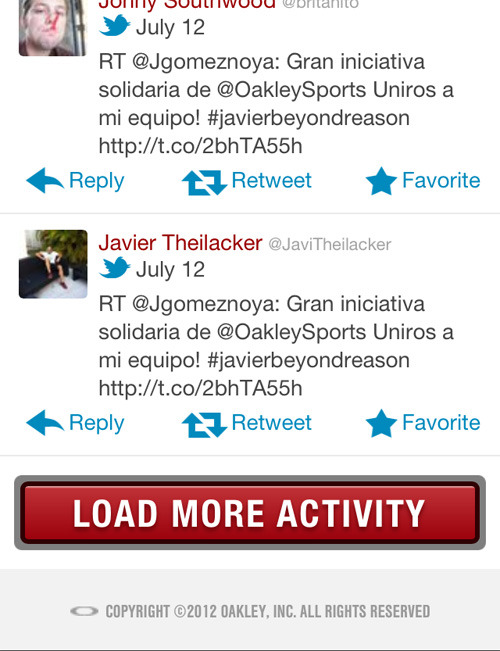 Jonny Southwood @britanito
July 12
RT @Jgomeznoya: Gran iniciativa
solidaria de @OakleySports Uniros a
mi equipo! #javierbeyondreason
http://t.co/2bhTA55h
Reply Retweet Favorite
Javier Theilacker @JaviTheilacker
July 12
RT @Jgomeznoya: Gran iniciativa
solidaria de @OakleySports Uniros a
mi equipo! #javierbeyondreason
http://t.co/2bhTA55h
Reply Retweet Favorite
LOAD MORE ACTIVITY
COPYRIGHT ©2012 OAKLEY, INC. ALL RIGHTS RESERVED